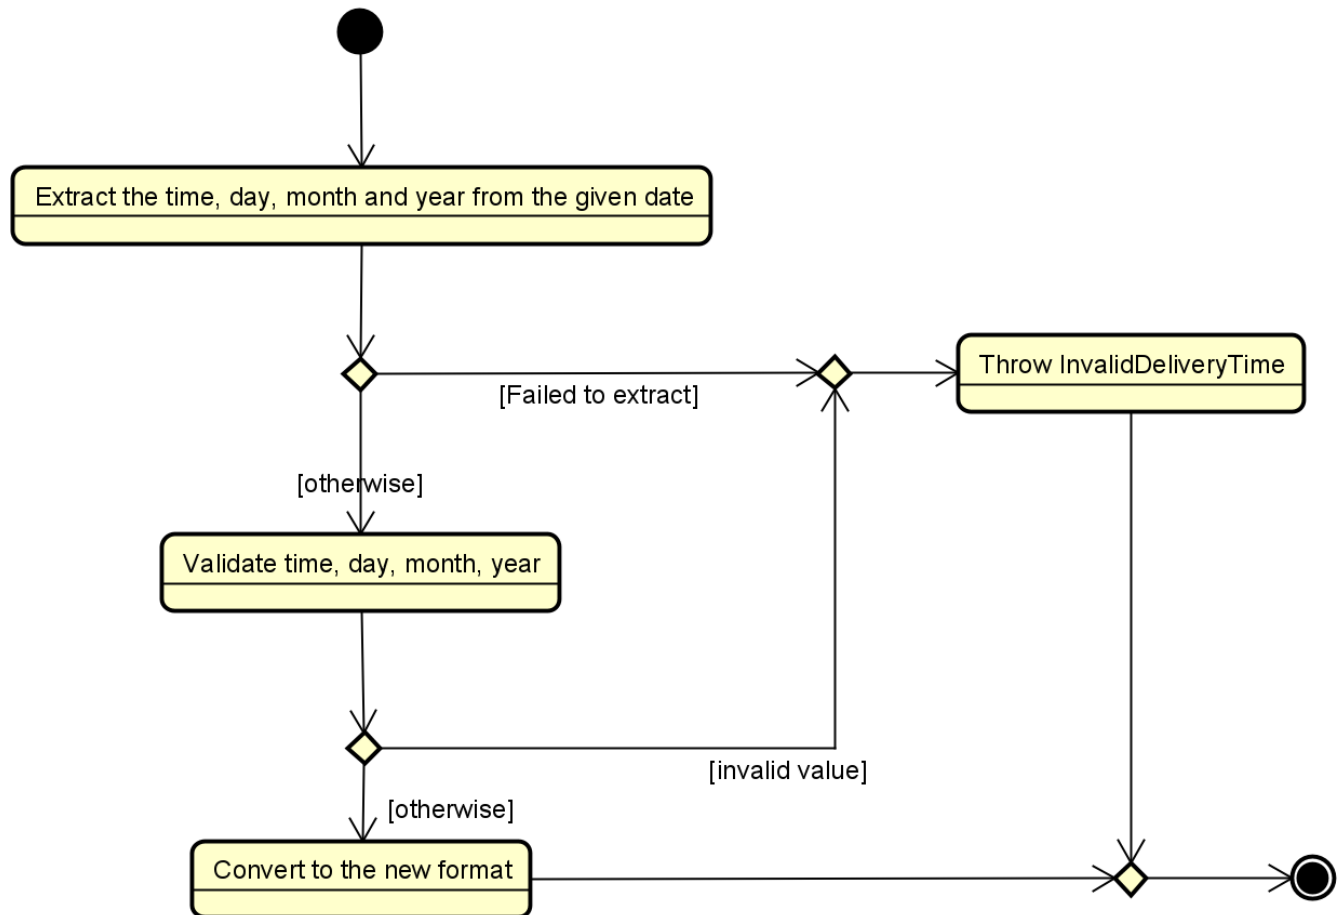 Extract the time, day, month and year from the given date
Throw InvalidDeliveryTime
[Failed to extract]
[otherwise]
Validate time, day, month, year
[invalid value]
[otherwise]
Convert to the new format